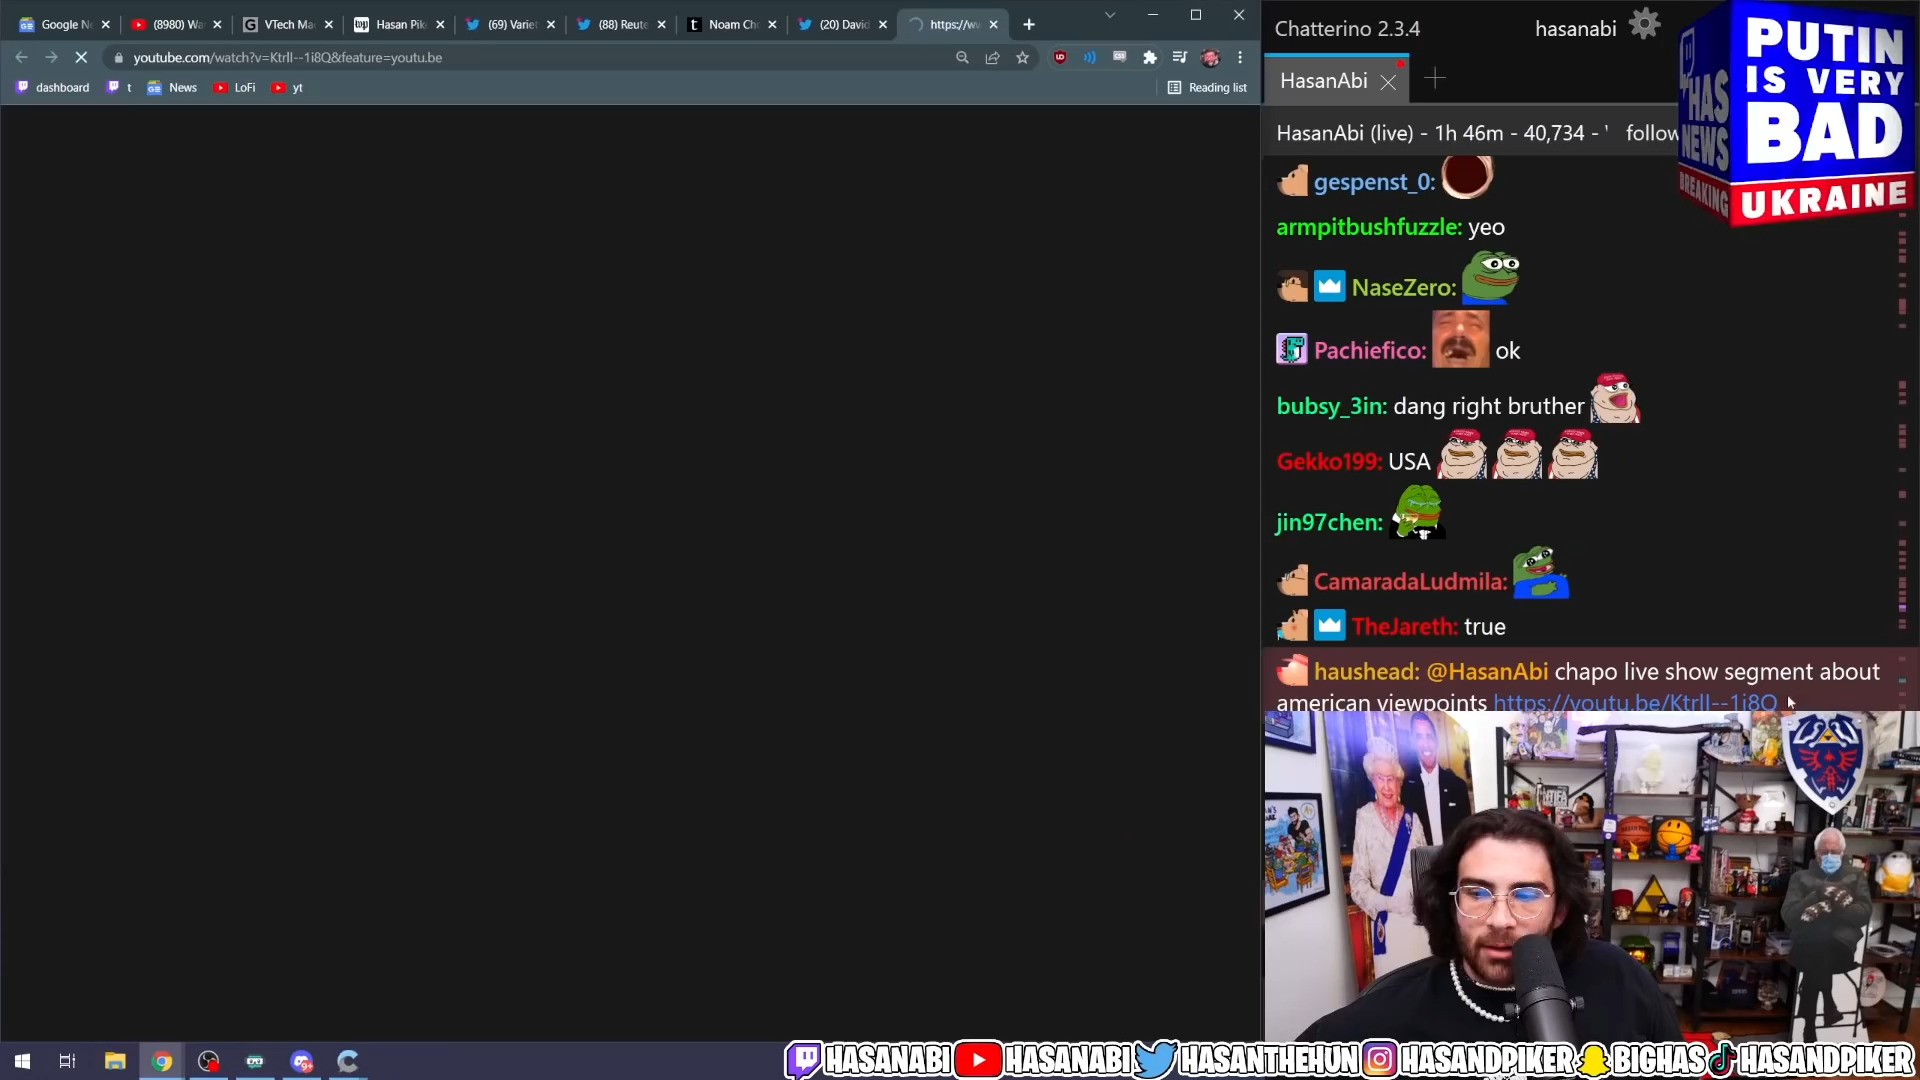 Google N
(8980) Wa
VTech Ma
Hasan Pik
(69) Variet
(88) Reute
Noam Ch
(20) David
https://w
youtube.com/watch?v=Ktrll--1i8Q&feature=youtu.be
dashboard
t
News
LoFi
yt
Reading list
Chatterino 2.3.4
hasanabi
HasanAbi
HasanAbi (live) - 1h 46m - 40,734 - ' follow
PUTIN
IS VERY
BAD
UKRAINE
HAS
NEWS
BREAKING
gespenst_0:
armpitbushfuzzle: yeo
NaseZero:
Pachiefico: ok
bubsy_3in: dang right bruther
Gekko199: USA
jin97chen:
CamaradaLudmila:
TheJareth: true
haushead: @HasanAbi chapo live show segment about
american viewpoints https://youtu.be/Ktrll--1i8Q
HASANABI HASANABI HASANTHEHUN HASANDPIKER BIGHAS HASANDPIKER